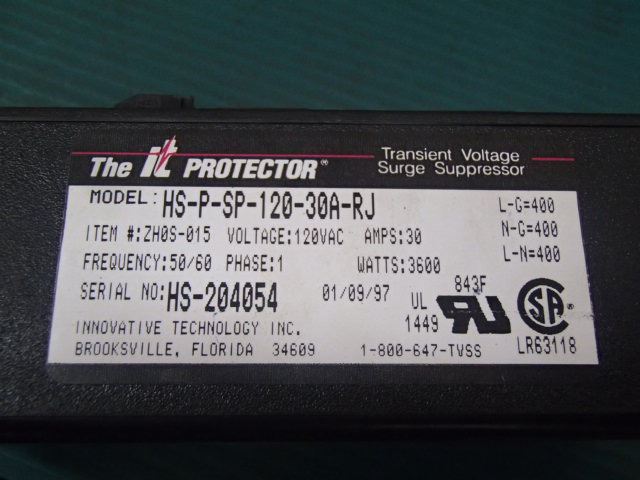 The it PROTECTOR®
Transient Voltage
Surge Suppressor
MODEL: HS-P-SP-120-30A-RJ
L-G=400
ITEM #:ZH0S-015 VOLTAGE:120VAC AMPS:30
N-G=400
FREQUENCY:50/60 PHASE:1 WATTS:3600
L-N=400
SERIAL NO:HS-204054 01/09/97
UL
1449
843F
RU
SA
INNOVATIVE TECHNOLOGY INC.
BROOKSVILLE, FLORIDA 34609 1-800-647-TVSS
LR63118